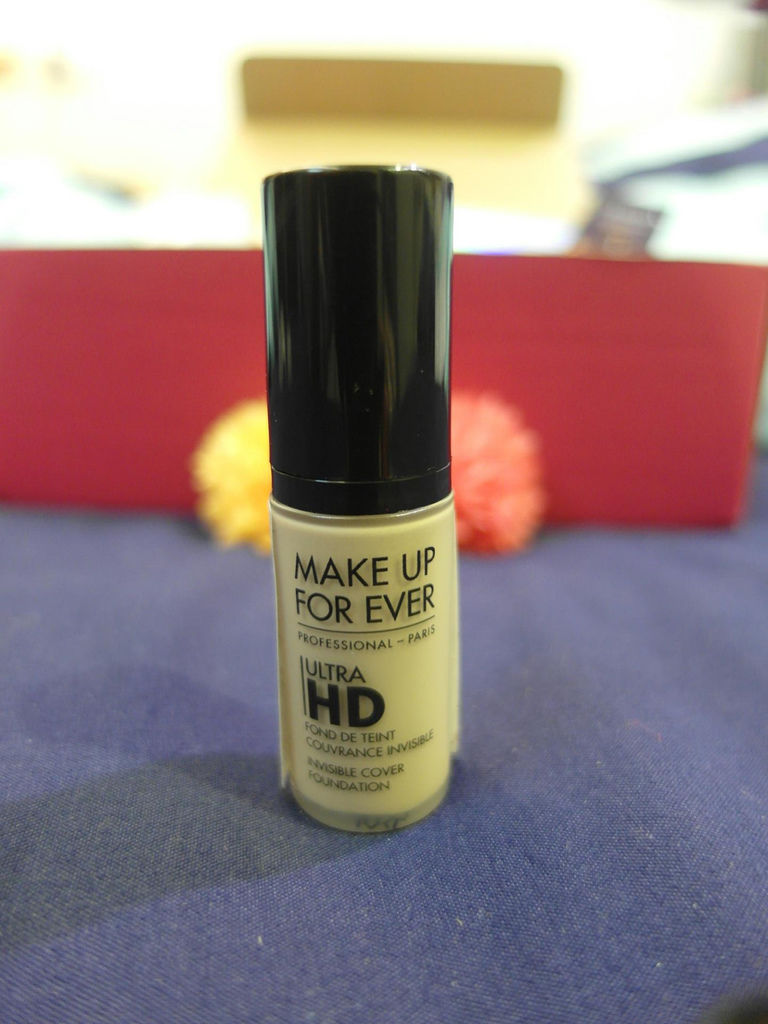 MAKE UP
FOR EVER
PROFESSIONAL – PARIS
ULTRA
HD
FOND DE TEINT
COUVRANCE INVISIBLE
INVISIBLE COVER
FOUNDATION